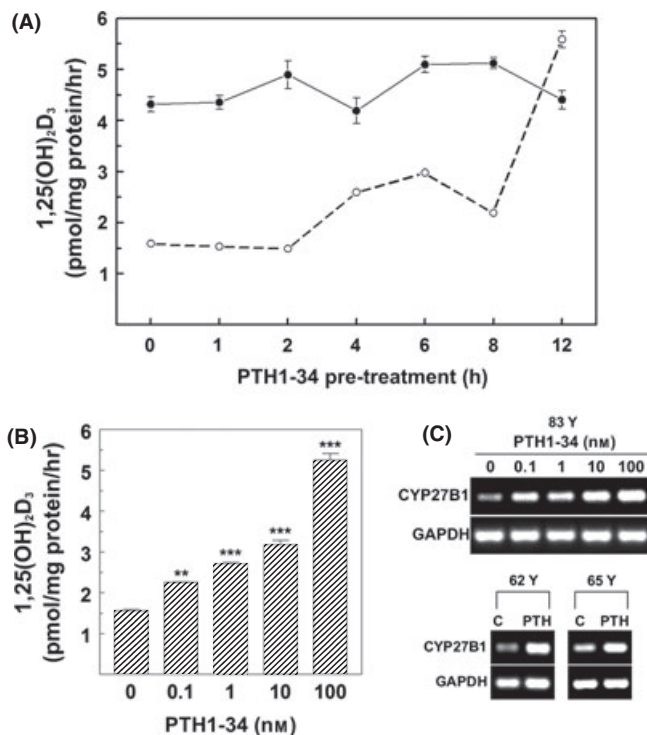 (A)
1,25(OH)₂D₃
(pmol/mg protein/hr)
6
5
4
3
2
1
0 1 2 4 6 8 12
PTH1-34 pre-treatment (h)
(B)
1,25(OH)₂D₃
(pmol/mg protein/hr)
6
5
4
3
2
1
** *** *** ***
0 0.1 1 10 100
PTH1-34 (nM)
(C)
83 Y
PTH1-34 (nM)
0 0.1 1 10 100
CYP27B1
GAPDH
62 Y 65 Y
C PTH C PTH
CYP27B1
GAPDH